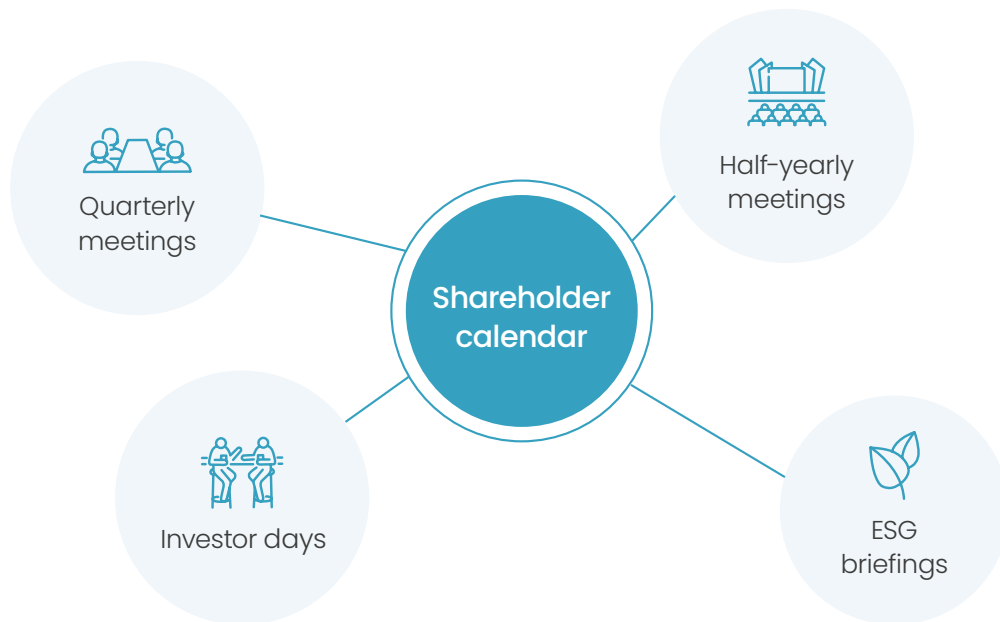 Quarterly
meetings
Half-yearly
meetings
Shareholder
calendar
Investor days
ESG
briefings